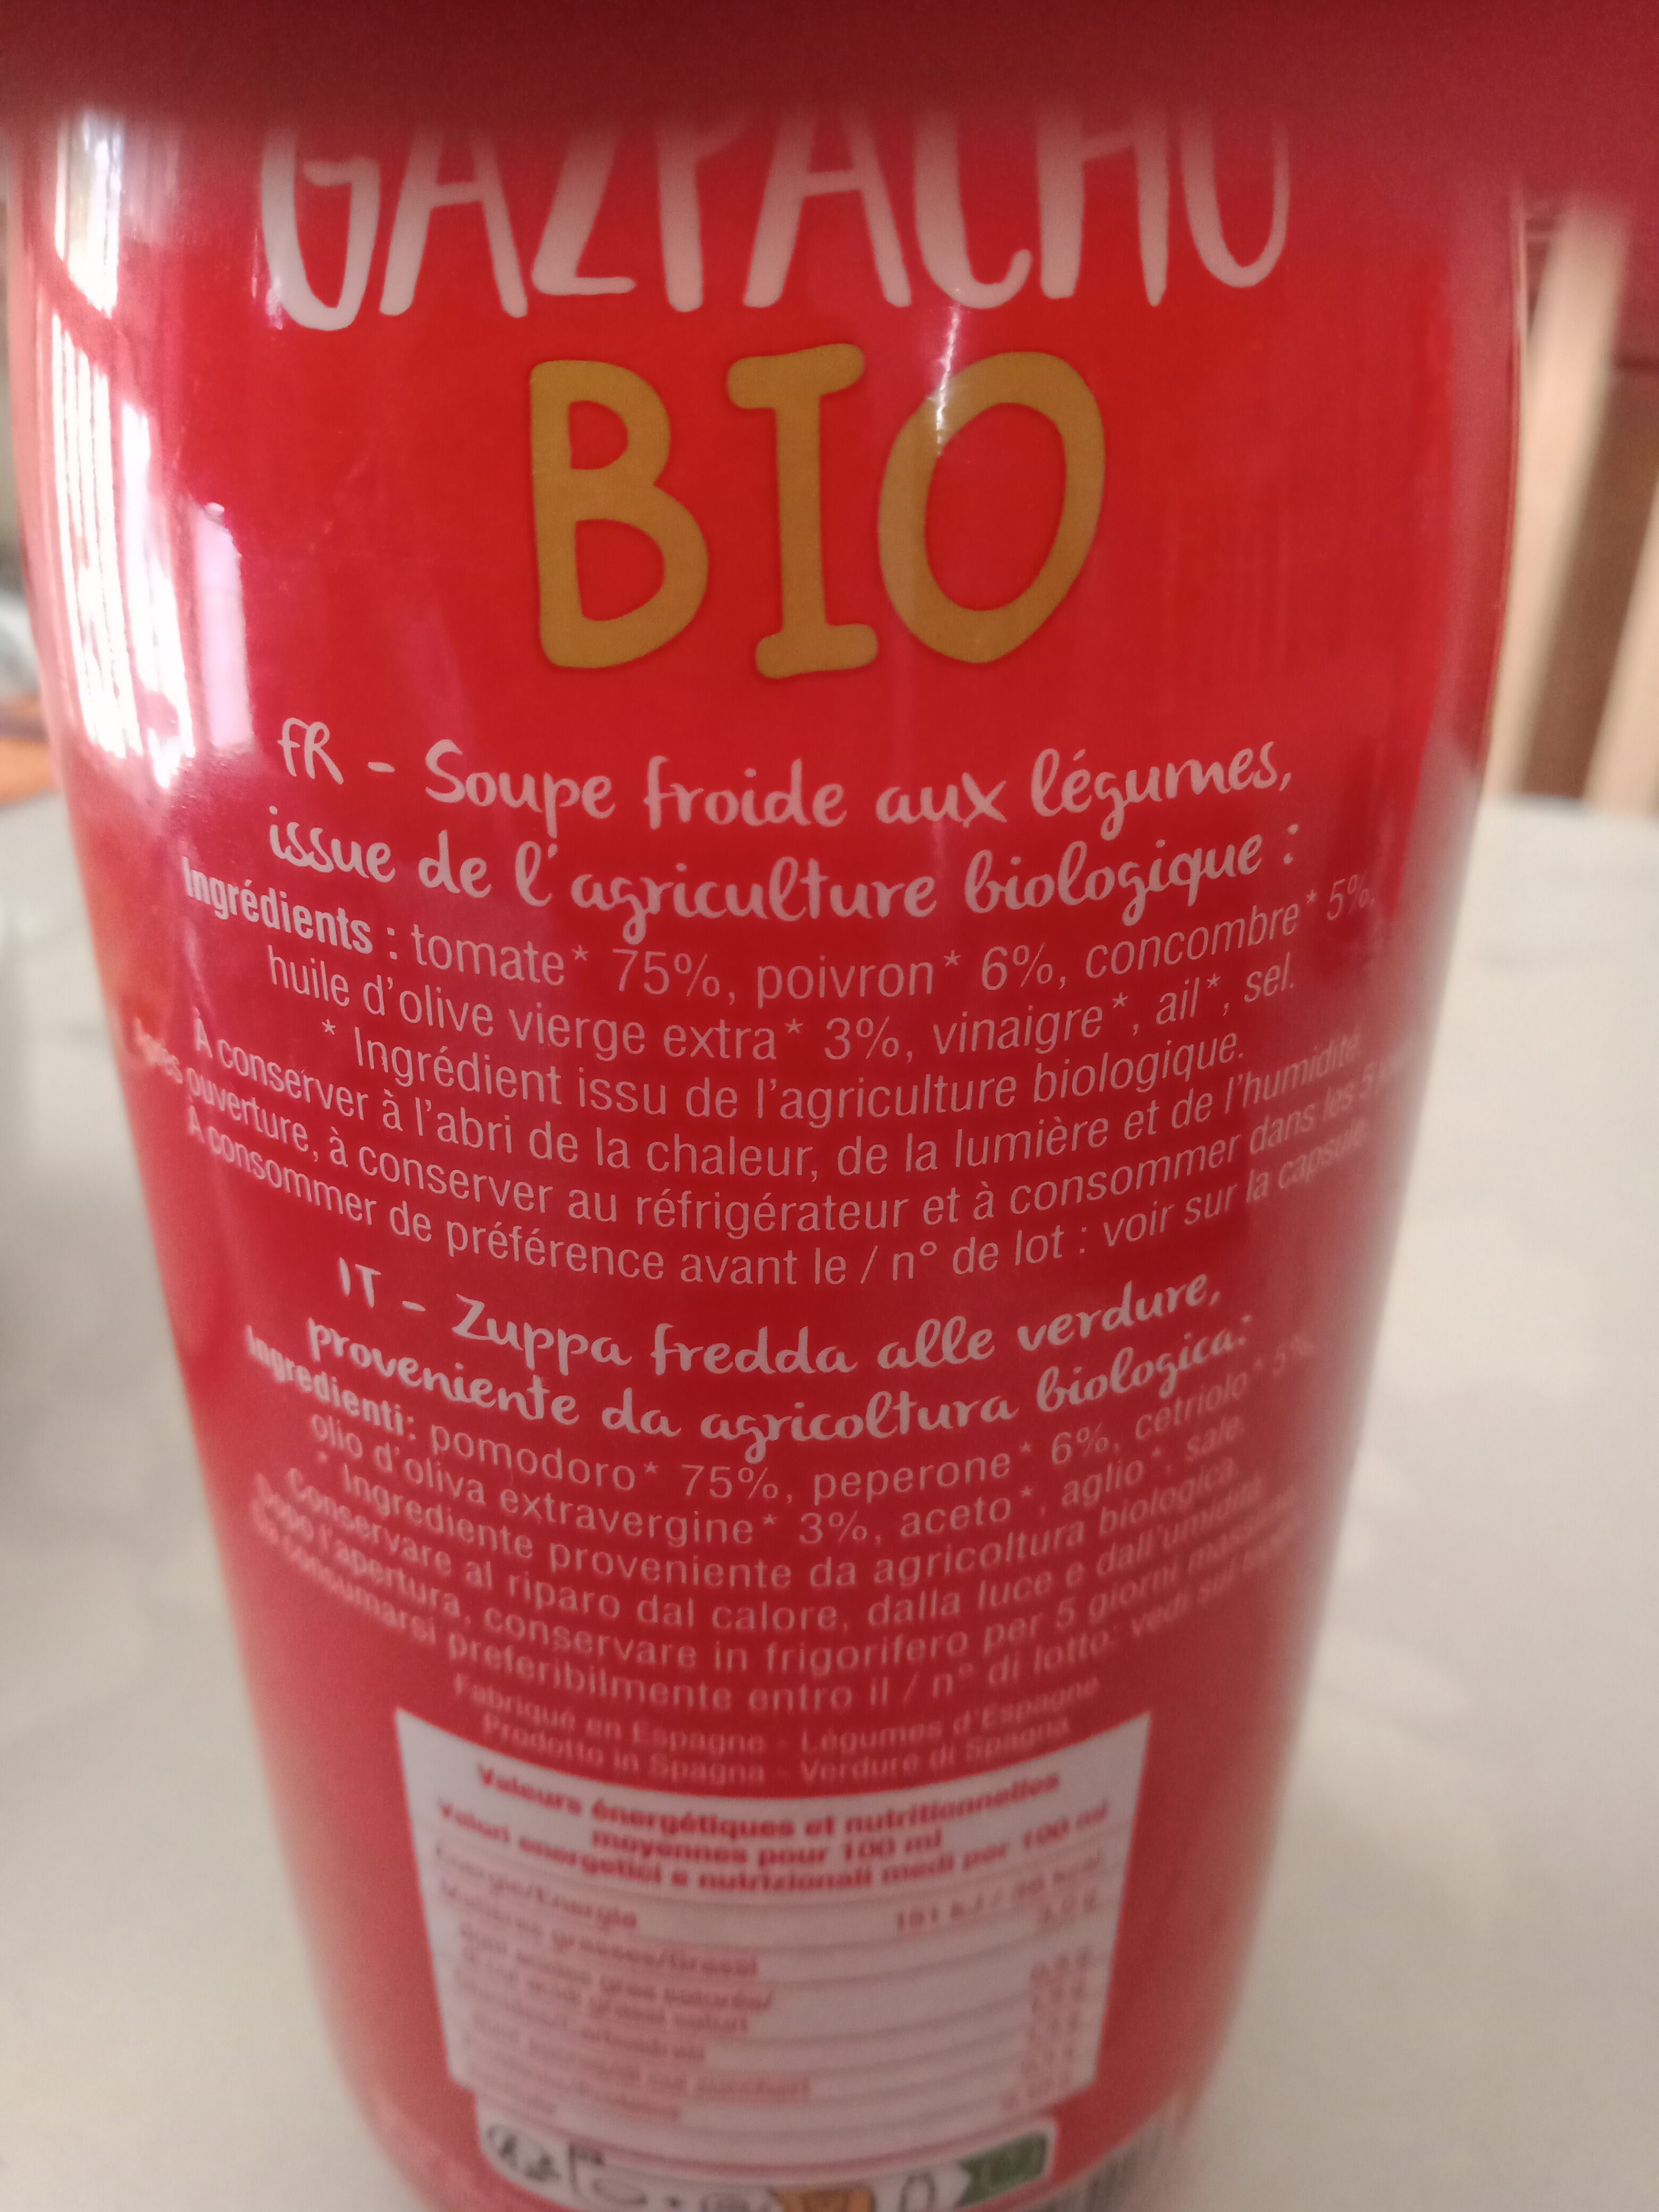 GAZPACHO
BIO
FR - Soupe froide aux légumes,
issue de l'agriculture biologique :
Ingrédients : tomate* 75%, poivron* 6%, concombre* 5%,
huile d'olive vierge extra* 3%, vinaigre*, ail*, sel.
* Ingrédient issu de l'agriculture biologique.
À conserver à l'abri de la chaleur, de la lumière et de l'humidité.
Après ouverture, à conserver au réfrigérateur et à consommer dans les 5
À consommer de préférence avant le / n° de lot : voir sur la capsule
IT - Zuppa fredda alle verdure,
proveniente da agricoltura biologica:
Ingredienti: pomodoro* 75%, peperone* 6%, cetriolo* 5%,
olio d'oliva extravergine* 3%, aceto*, aglio*, sale.
* Ingrediente proveniente da agricoltura biologica.
Conservare al riparo dal calore, dalla luce e dall'umidità.
Dopo l'apertura, conservare in frigorifero per 5 giorni
Da consumarsi preferibilmente entro il / n° di lotto: vedi sul
Fabriqué en Espagne - Légumes d'Espagne
Prodotto in Spagna - Verdure di Spagna
Valeurs énergétiques et nutritionnelles
moyennes pour 100 ml
Valori energetici e nutrizionali medi per 100 ml
Energie/Energia
Matières grasses/Grassi